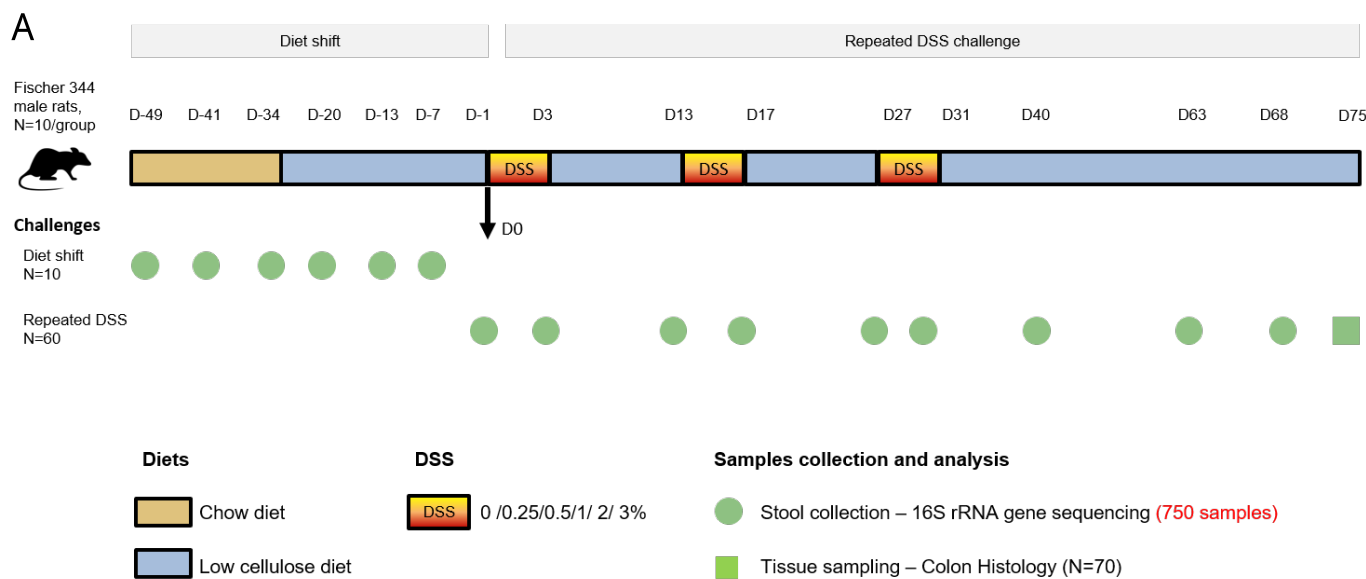 A
Diet shift
Repeated DSS challenge
Fischer 344
male rats,
N=10/group
D-49 D-41 D-34 D-20 D-13 D-7 D-1 D3 D13 D17 D27 D31 D40 D63 D68 D75
DSS DSS DSS
D0
Challenges
Diet shift
N=10
Repeated DSS
N=60
Diets
DSS
Samples collection and analysis
Chow diet
DSS 0 /0.25/0.5/1/ 2/ 3%
Stool collection – 16S rRNA gene sequencing (750 samples)
Low cellulose diet
Tissue sampling – Colon Histology (N=70)